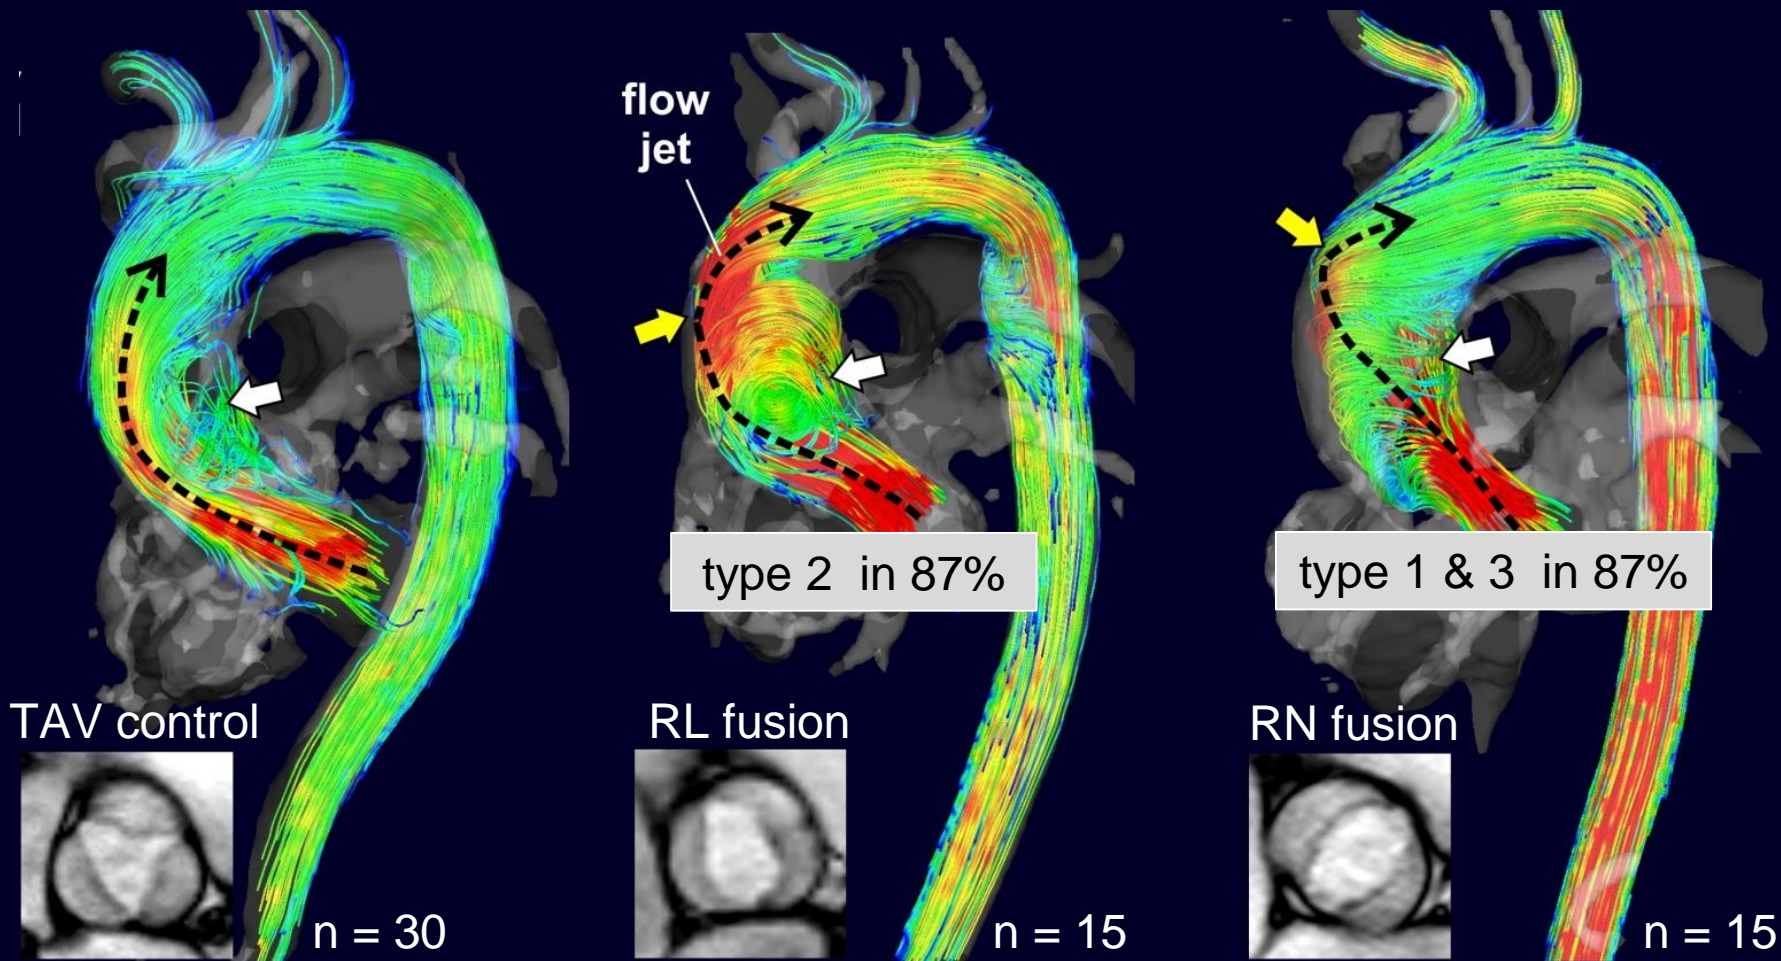 flow
jet
type 2 in 87%
type 1 & 3 in 87%
TAV control
RL fusion
RN fusion
n = 30
n = 15
n = 15